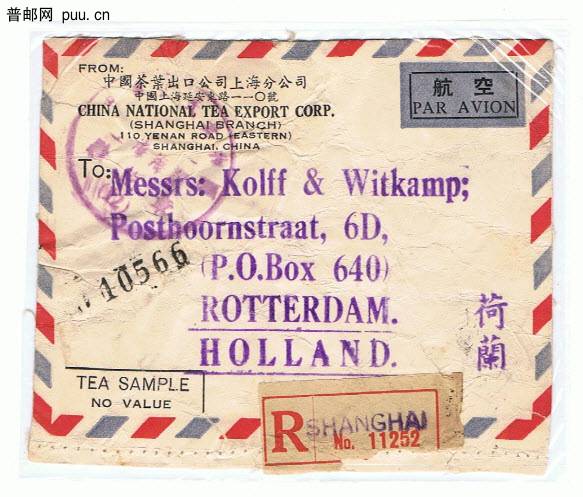 普邮网 puu.cn
FROM:
中國茶葉出口公司上海分公司
中國上海延安東路一一〇號
CHINA NATIONAL TEA EXPORT CORP.
(SHANGHAI BRANCH)
110, YENAN ROAD (EASTERN)
SHANGHAI, CHINA
航空
PAR AVION
To:
Messrs: Kolff & Witkamp;
Posthoornstraat, 6D,
(P.O.Box 640)
ROTTERDAM.
HOLLAND.
荷蘭
10566
TEA SAMPLE
NO VALUE
R SHANGHAI
No. 11252